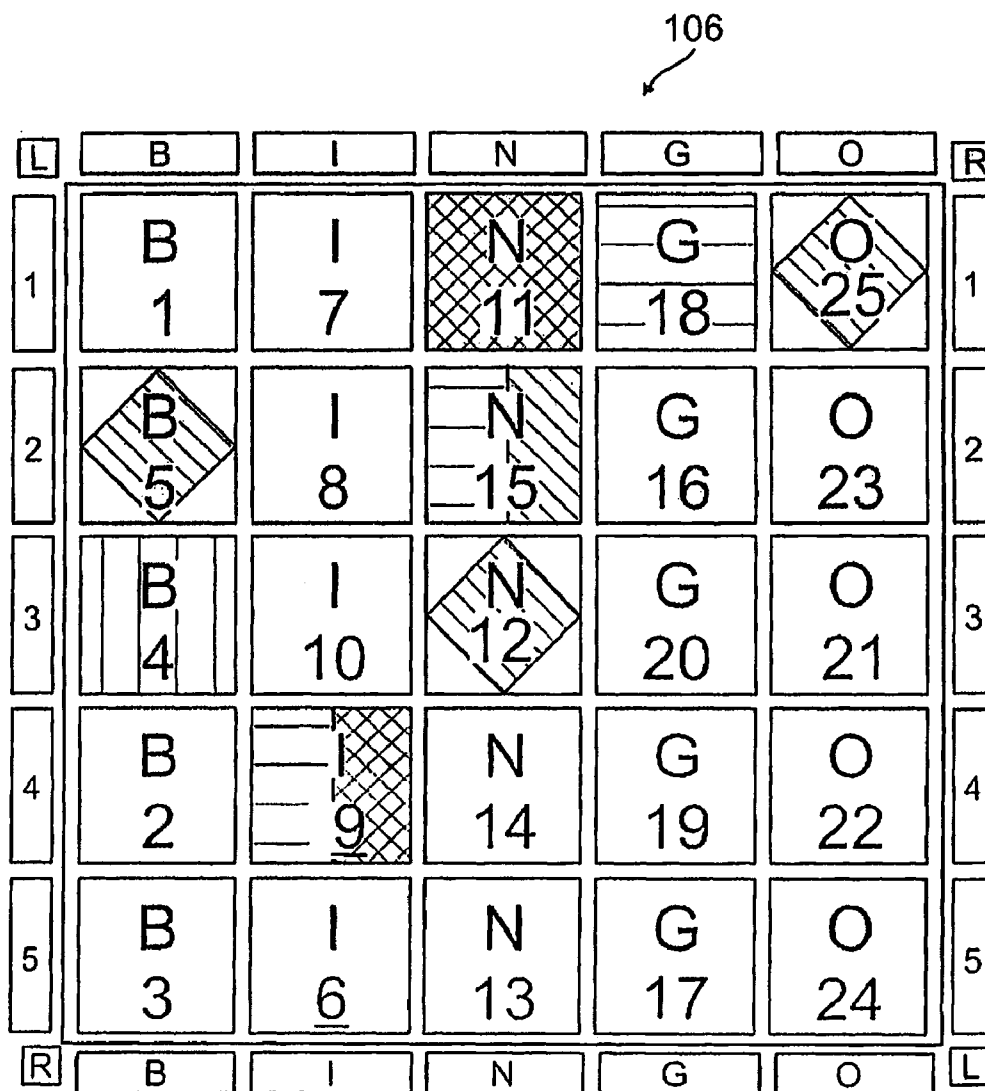 106
L B I N G O R
B I N G O
1 1 7 11 18 25 1
B I N G O
2 5 8 15 16 23 2
B I N G O
3 4 10 12 20 21 3
B I N G O
4 2 9 14 19 22 4
B I N G O
5 3 6 13 17 24 5
R B I N G O L